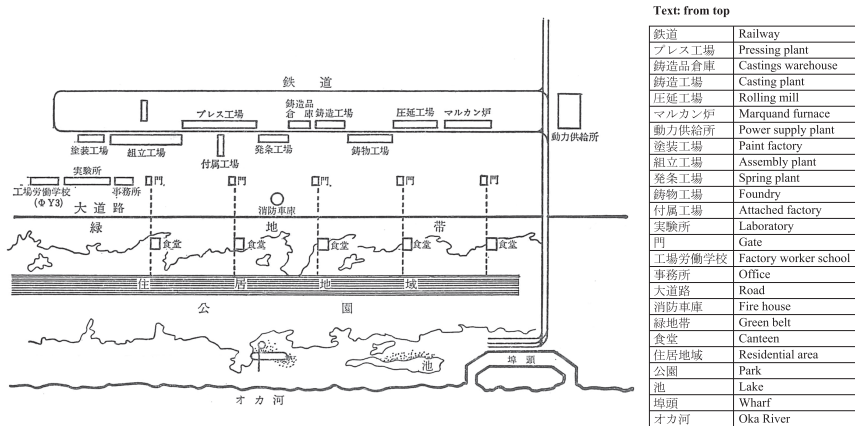 鉄 道
プレス工場
鋳造品
倉 庫
鋳造工場
圧延工場
マルカン炉
動力供給所
塗装工場
組立工場
付属工場
発条工場
鋳物工場
実験所
工場労働学校
(ΦY3)
事務所
門
門
門
門
門
大 道 路
消防車庫
緑 地 帯
食堂
食堂
食堂
食堂
食堂
住 居 地 域
公 園
池
埠 頭
オ カ 河
Text: from top
鉄道 Railway
プレス工場 Pressing plant
鋳造品倉庫 Castings warehouse
鋳造工場 Casting plant
圧延工場 Rolling mill
マルカン炉 Marquand furnace
動力供給所 Power supply plant
塗装工場 Paint factory
組立工場 Assembly plant
発条工場 Spring plant
鋳物工場 Foundry
付属工場 Attached factory
実験所 Laboratory
門 Gate
工場労働学校 Factory worker school
事務所 Office
大道路 Road
消防車庫 Fire house
緑地帯 Green belt
食堂 Canteen
住居地域 Residential area
公園 Park
池 Lake
埠頭 Wharf
オカ河 Oka River